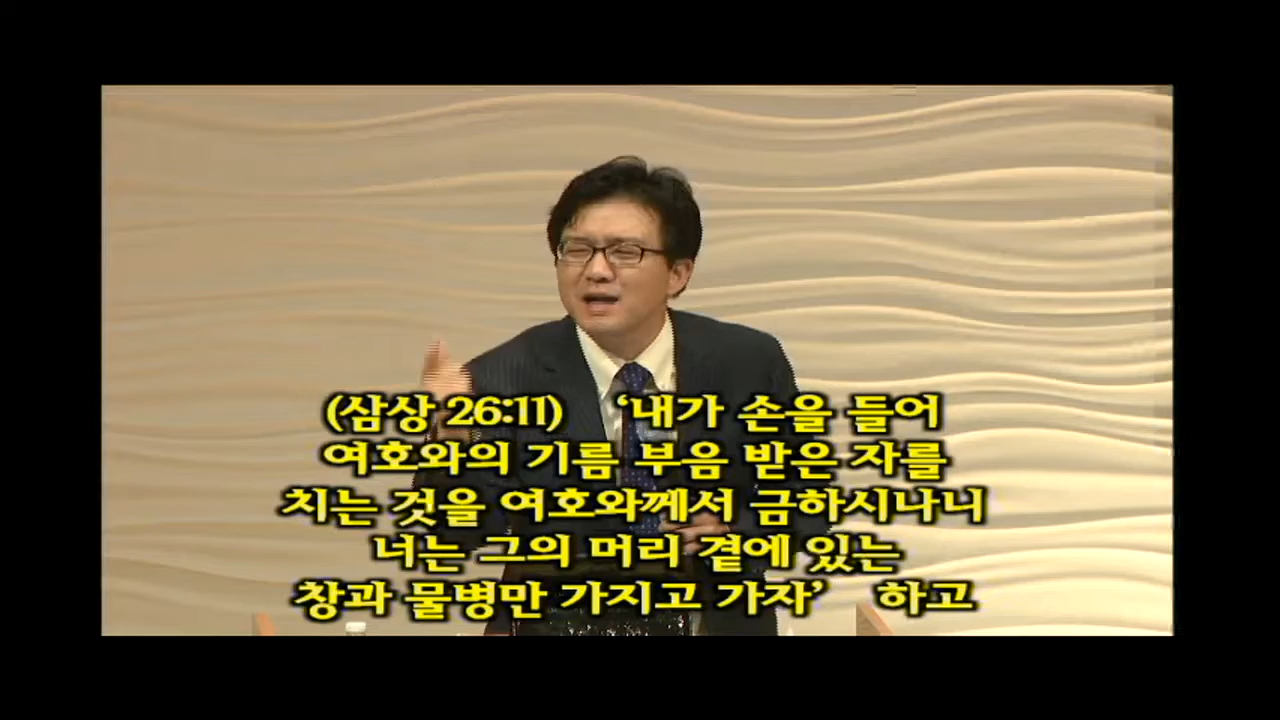 (삼상 26:11) ‘내가 손을 들어
여호와의 기름 부음 받은 자를
치는 것을 여호와께서 금하시나니
너는 그의 머리 곁에 있는
창과 물병만 가지고 가자’ 하고